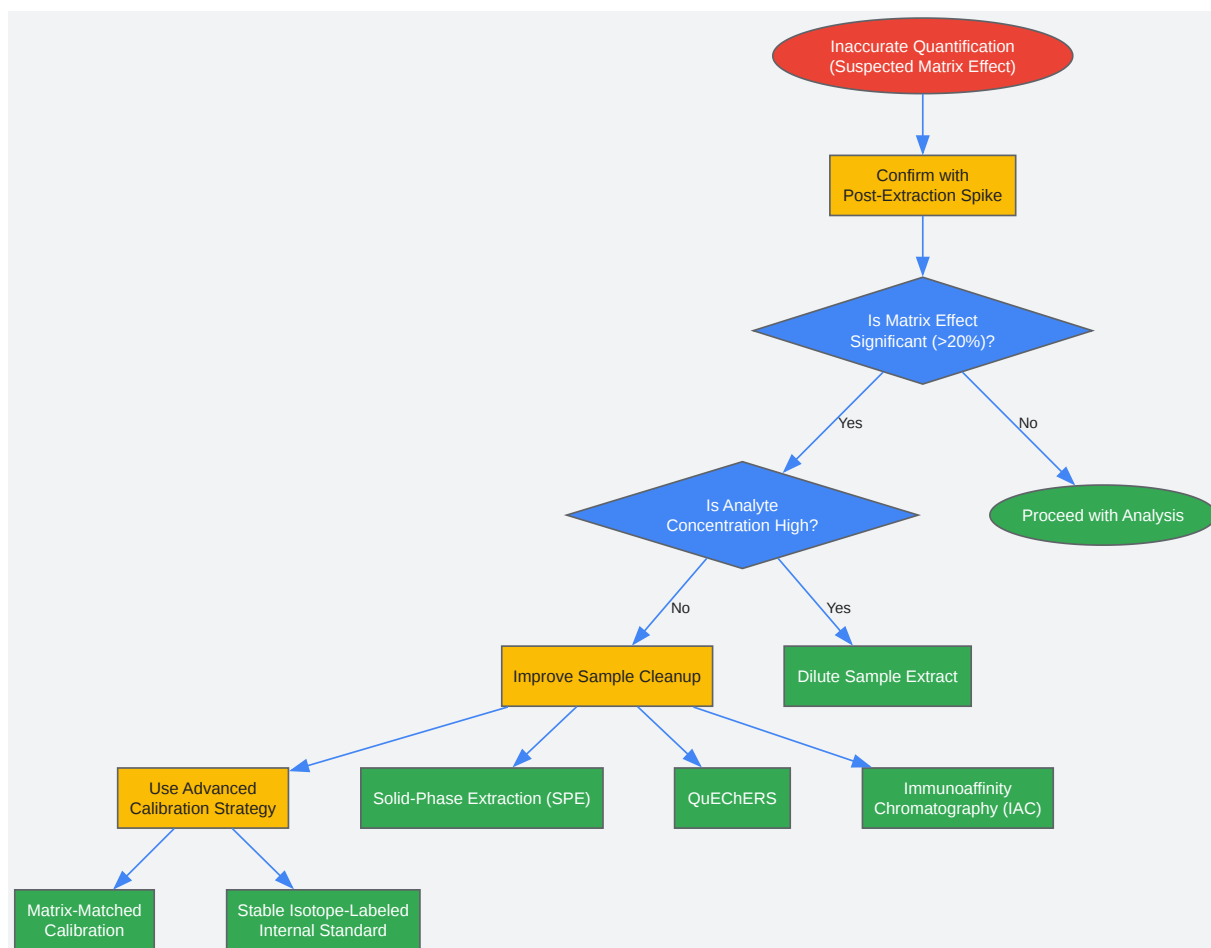 Inaccurate Quantification
(Suspected Matrix Effect)
Confirm with
Post-Extraction Spike
Is Matrix Effect
Significant (>20%)?
Yes
No
Is Analyte
Concentration High?
Proceed with Analysis
No
Yes
Improve Sample Cleanup
Dilute Sample Extract
Use Advanced
Calibration Strategy
Solid-Phase Extraction (SPE)
QuEChERS
Immunoaffinity
Chromatography (IAC)
Matrix-Matched
Calibration
Stable Isotope-Labeled
Internal Standard